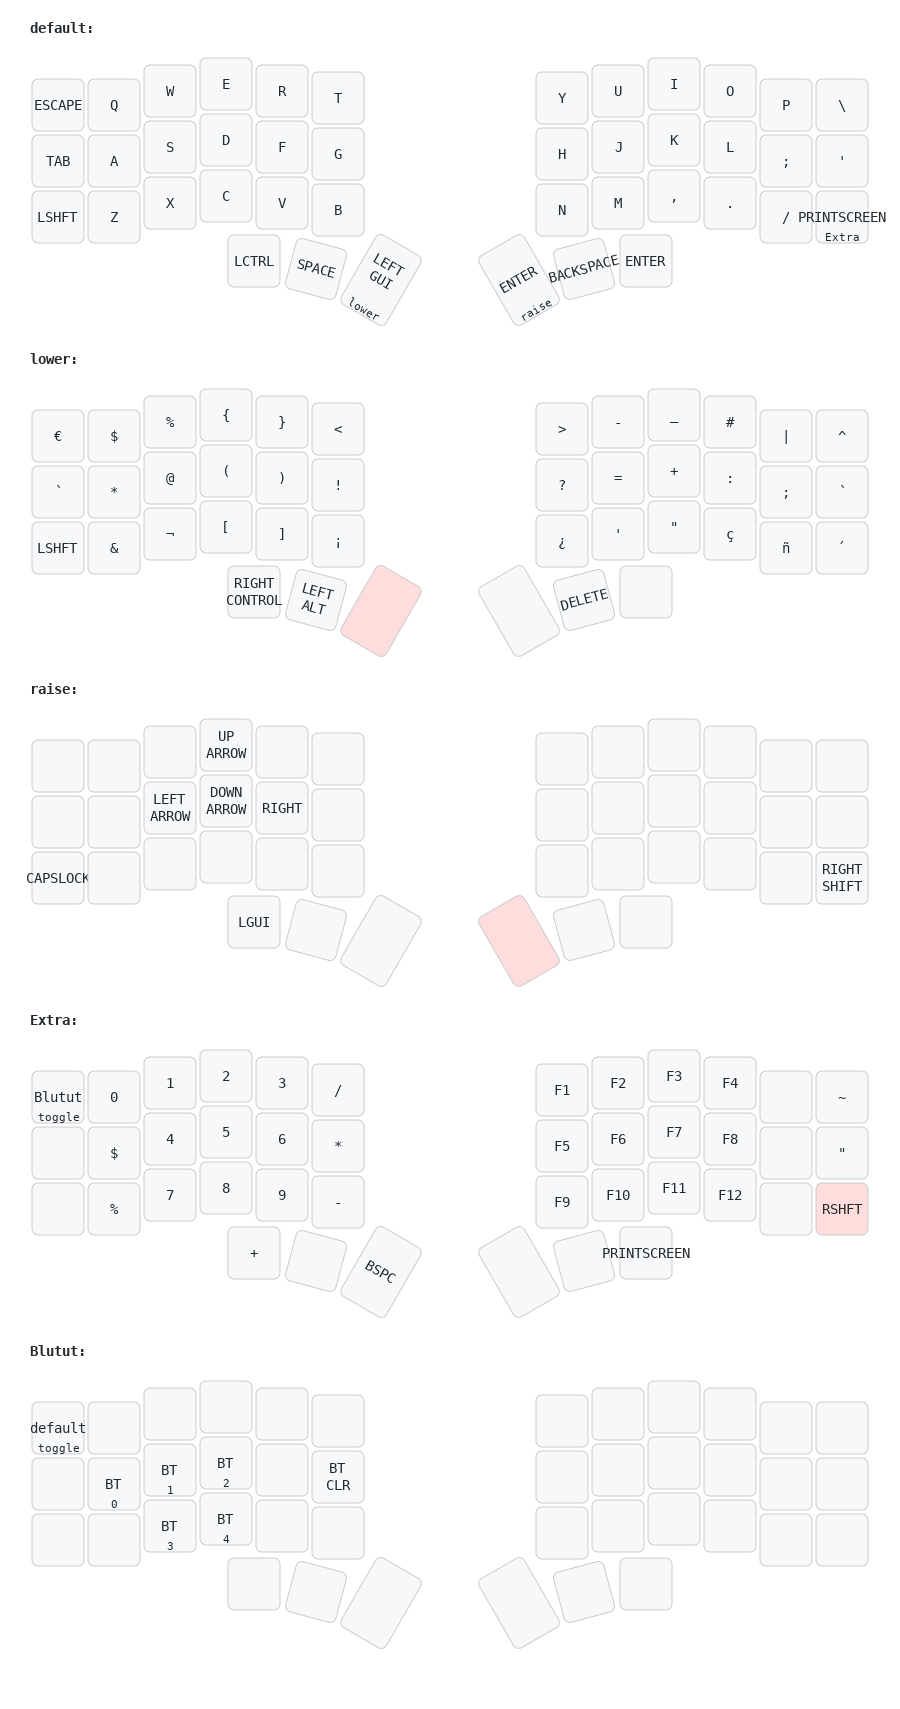 default:
ESCAPE Q W E R T Y U I O P \
TAB A S D F G H J K L ; '
LSHFT Z X C V B N M , . / PRINTSCREEN
Extra
LCTRL SPACE LEFT GUI ENTER BACKSPACE ENTER
lower raise
lower:
€ $ % { } < > - – # | ^
` * @ ( ) ! ? = + : ; `
LSHFT & ¬ [ ] ¡ ¿ ' " ç ñ ´
RIGHT CONTROL LEFT ALT DELETE
raise:
UP ARROW
LEFT ARROW DOWN ARROW RIGHT
CAPSLOCK RIGHT SHIFT
LGUI
Extra:
Blutut 0 1 2 3 / F1 F2 F3 F4 ~
toggle
$ 4 5 6 * F5 F6 F7 F8 "
% 7 8 9 - F9 F10 F11 F12 RSHFT
+ BSPC PRINTSCREEN
Blutut:
default
toggle
BT 0 BT 1 BT 2 BT CLR
BT 3 BT 4